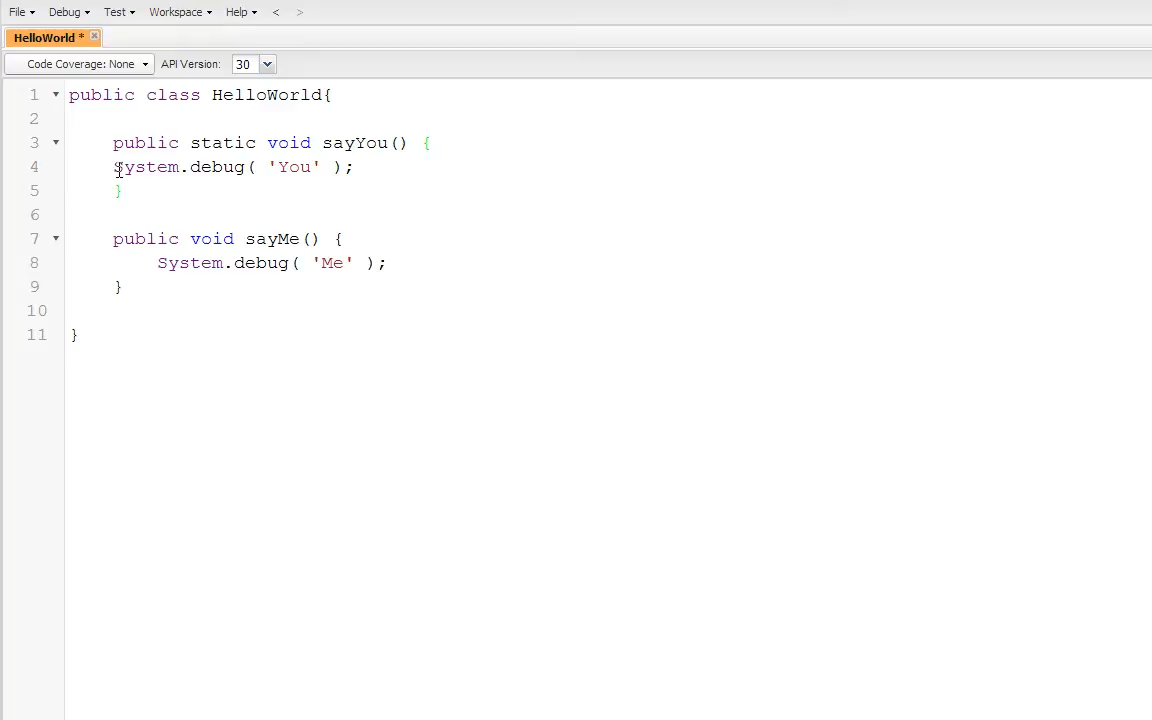 File Debug Test Workspace Help < >
HelloWorld *
Code Coverage: None API Version: 30
1 public class HelloWorld{
2
3 public static void sayYou() {
4 System.debug( 'You' );
5 }
6
7 public void sayMe() {
8 System.debug( 'Me' );
9 }
10
11 }